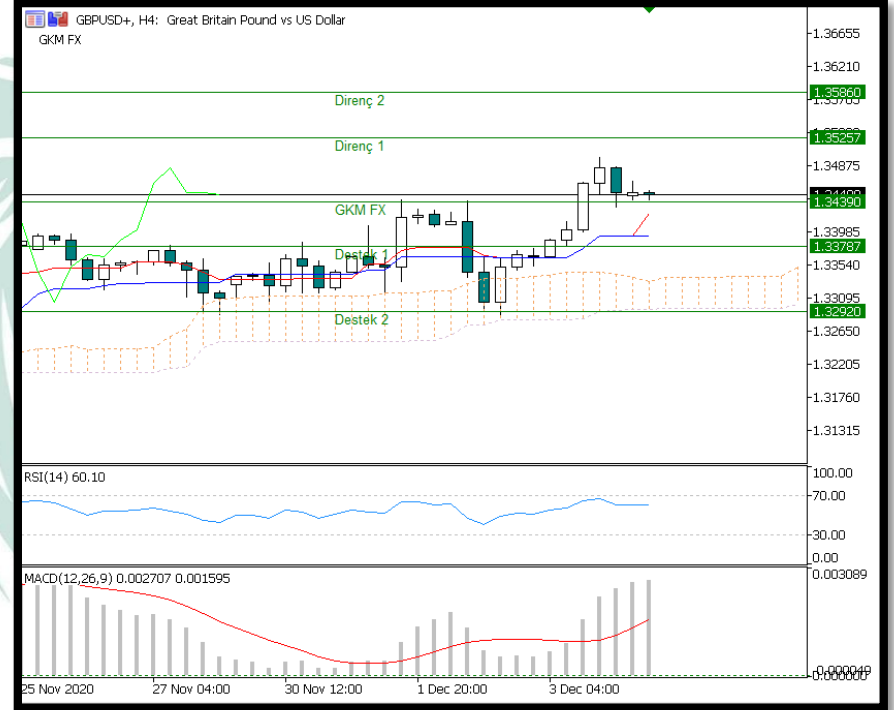 GBPUSD+, H4: Great Britain Pound vs US Dollar
GKM FX
1.36655
1.36210
1.35860
Direnç 2
1.35257
Direnç 1
1.34875
1.34390
GKM FX
1.33985
1.33787
Destek 1
1.33540
1.33095
1.32920
Destek 2
1.32650
1.32205
1.31760
1.31315
RSI(14) 60.10
100.00
70.00
30.00
0.00
MACD(12,26,9) 0.002707 0.001595
0.003089
25 Nov 2020
27 Nov 04:00
30 Nov 12:00
1 Dec 20:00
3 Dec 04:00